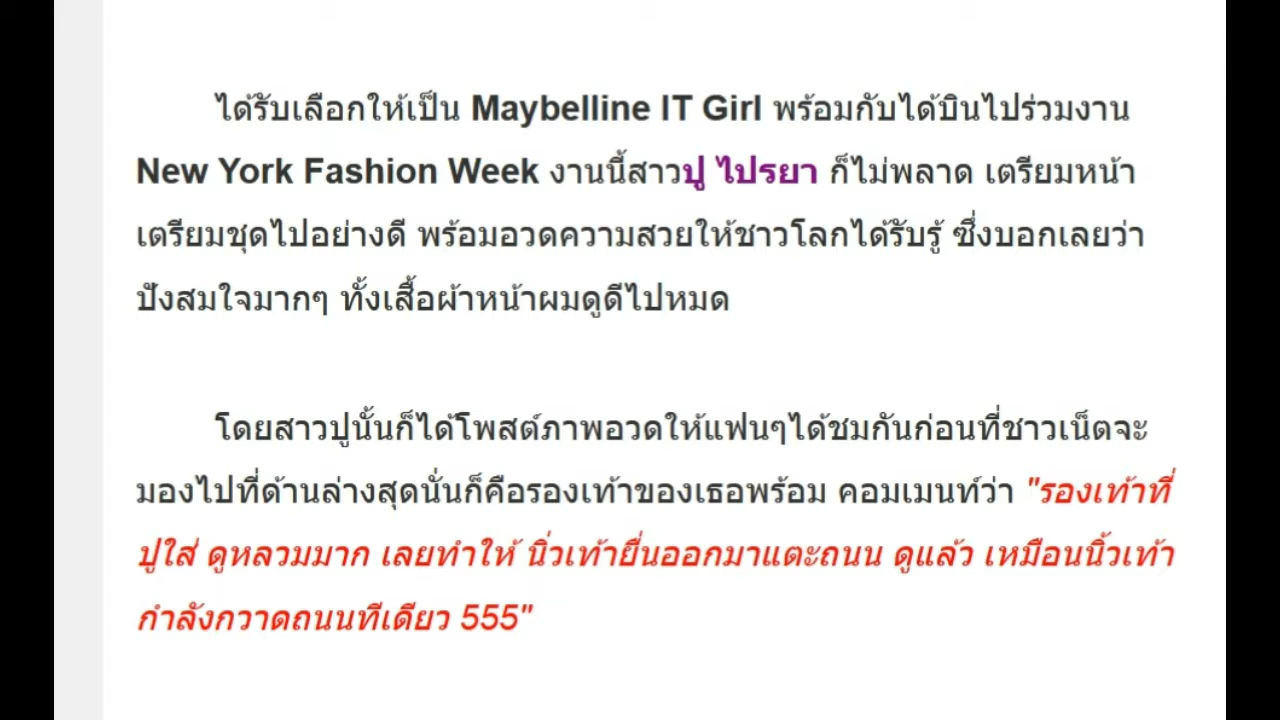 ได้รับเลือกให้เป็น Maybelline IT Girl พร้อมกับได้บินไปร่วมงาน
New York Fashion Week งานนี้สาวปู ไปรยา ก็ไม่พลาด เตรียมหน้า
เตรียมชุดไปอย่างดี พร้อมอวดความสวยให้ชาวโลกได้รับรู้ ซึ่งบอกเลยว่า
ปังสมใจมากๆ ทั้งเสื้อผ้าหน้าผมดูดีไปหมด
โดยสาวปูนั้นก็ได้โพสต์ภาพอวดให้แฟนๆได้ชมกันก่อนที่ชาวเน็ตจะ
มองไปที่ด้านล่างสุดนั่นก็คือรองเท้าของเธอพร้อม คอมเมนท์ว่า "รองเท้าที่
ปูใส่ ดูหลวมมาก เลยทำให้ นิ่วเท้ายื่นออกมาแตะถนน ดูแล้ว เหมือนนิ้วเท้า
กำลังกวาดถนนทีเดียว 555"